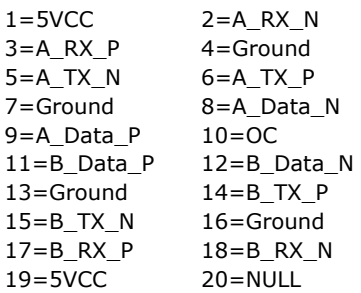 1=5VCC 2=A_RX_N
3=A_RX_P 4=Ground
5=A_TX_N 6=A_TX_P
7=Ground 8=A_Data_N
9=A_Data_P 10=OC
11=B_Data_P 12=B_Data_N
13=Ground 14=B_TX_P
15=B_TX_N 16=Ground
17=B_RX_P 18=B_RX_N
19=5VCC 20=NULL